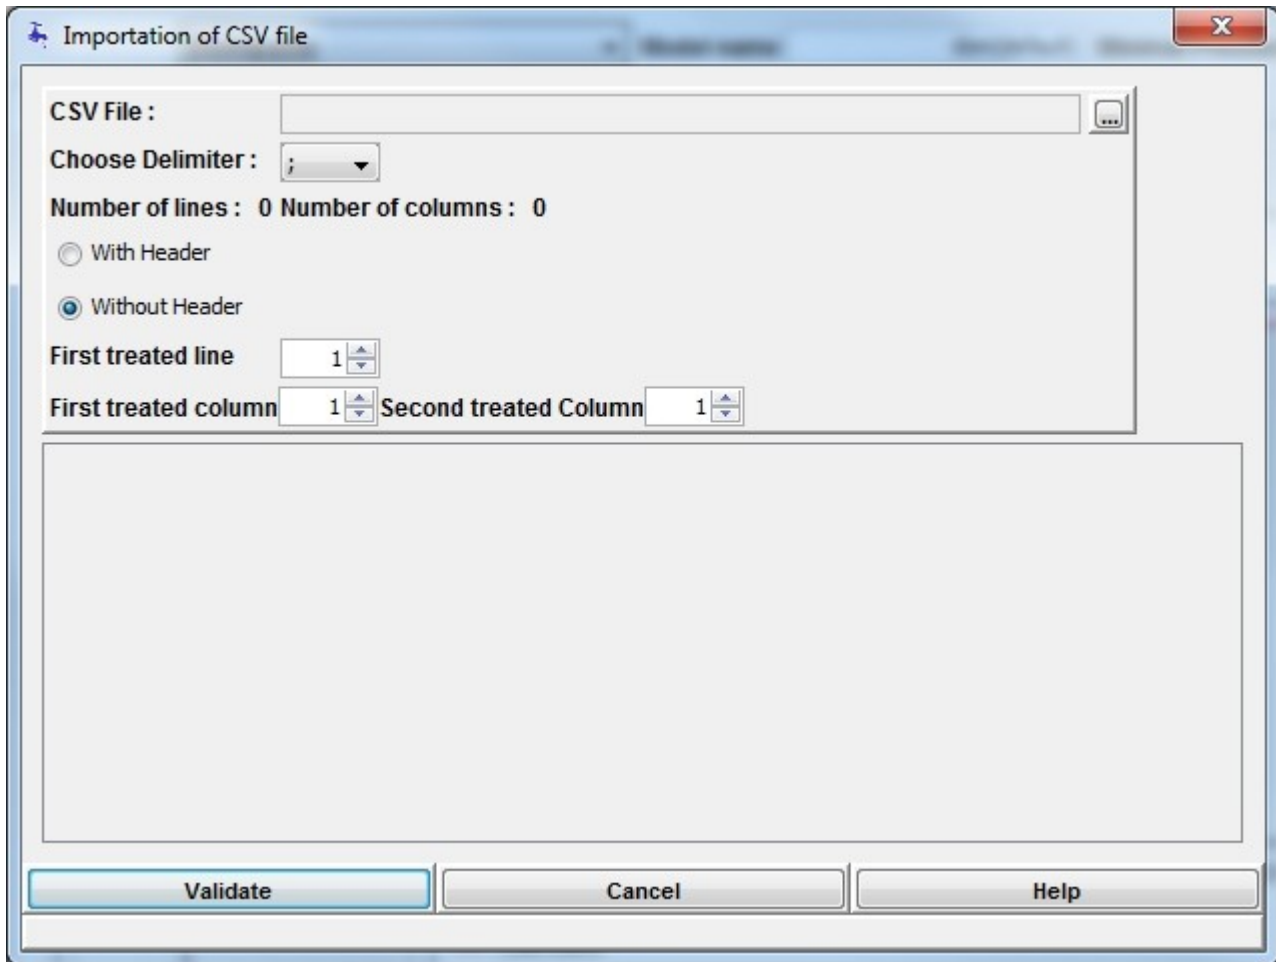 Importation of CSV file
CSV File :
...
Choose Delimiter : ;
Number of lines : 0 Number of columns : 0
With Header
Without Header
First treated line 1
First treated column 1 Second treated Column 1
Validate Cancel Help